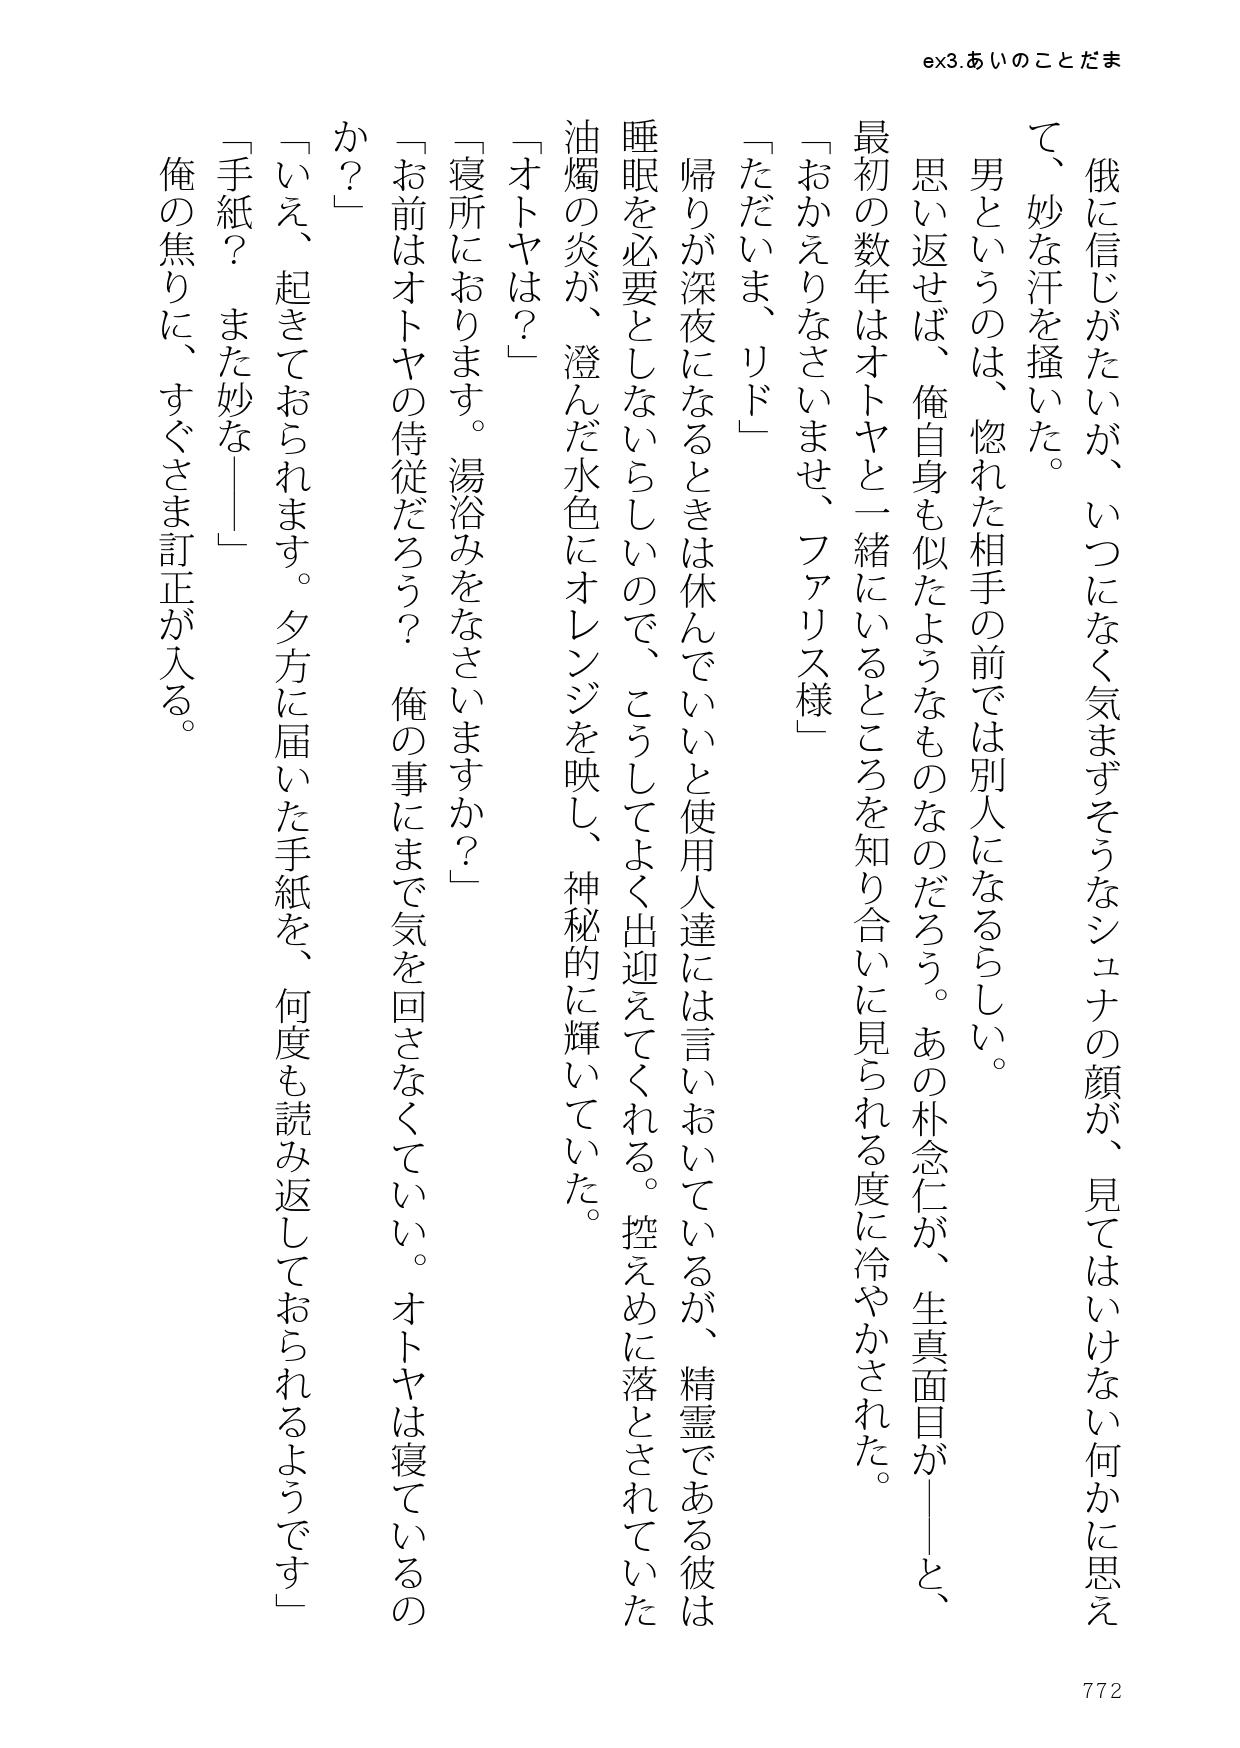 ex3.あいのことだま
　俄に信じがたいが、いつになく気まずそうなシュナの顔が、見てはいけない何かに思え
て、妙な汗を掻いた。
　男というのは、惚れた相手の前では別人になるらしい。
　思い返せば、俺自身も似たようなものなのだろう。あの朴念仁が、生真面目が――と、
最初の数年はオトヤと一緒にいるところを知り合いに見られる度に冷やかされた。
「おかえりなさいませ、ファリス様」
「ただいま、リド」
　帰りが深夜になるときは休んでいいと使用人達には言いおいているが、精霊である彼は
睡眠を必要としないらしいので、こうしてよく出迎えてくれる。控えめに落とされていた
油燭の炎が、澄んだ水色にオレンジを映し、神秘的に輝いていた。
「オトヤは？」
「寝所におります。湯浴みをなさいますか？」
「お前はオトヤの侍従だろう？　俺の事にまで気を回さなくていい。オトヤは寝ているの
か？」
「いえ、起きておられます。夕方に届いた手紙を、何度も読み返しておられるようです」
「手紙？　また妙な――」
　俺の焦りに、すぐさま訂正が入る。
772